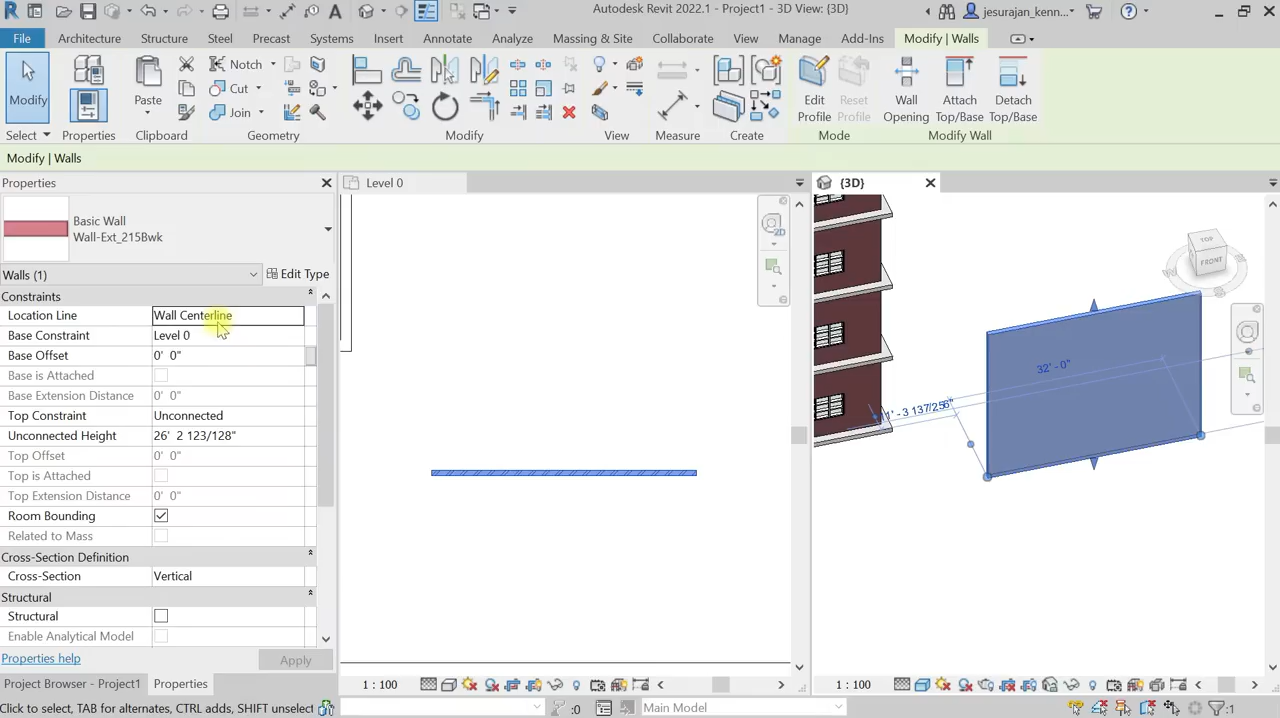 Autodesk Revit 2022.1 - Project1 - 3D View: {3D}
jesurajan_kenn...
File Architecture Structure Steel Precast Systems Insert Annotate Analyze Massing & Site Collaborate View Manage Add-Ins Modify | Walls
Modify
Select
Properties
Paste
Clipboard
Notch
Cut
Join
Geometry
Modify
View
Measure
Create
Edit Profile
Reset Profile
Mode
Wall Opening
Attach Top/Base
Detach Top/Base
Modify Wall
Modify | Walls
Properties
Basic Wall
Wall-Ext_215Bwk
Walls (1) Edit Type
Constraints
Location Line Wall Centerline
Base Constraint Level 0
Base Offset 0' 0"
Base is Attached
Base Extension Distance 0' 0"
Top Constraint Unconnected
Unconnected Height 26' 2 123/128"
Top Offset 0' 0"
Top is Attached
Top Extension Distance 0' 0"
Room Bounding
Related to Mass
Cross-Section Definition
Cross-Section Vertical
Structural
Structural
Enable Analytical Model
Properties help Apply
Project Browser - Project1 Properties
Level 0
2D
1 : 100
{3D}
TOP
FRONT
32' - 0"
1 : 100
Click to select, TAB for alternates, CTRL adds, SHIFT unselect
:0
Main Model
:1